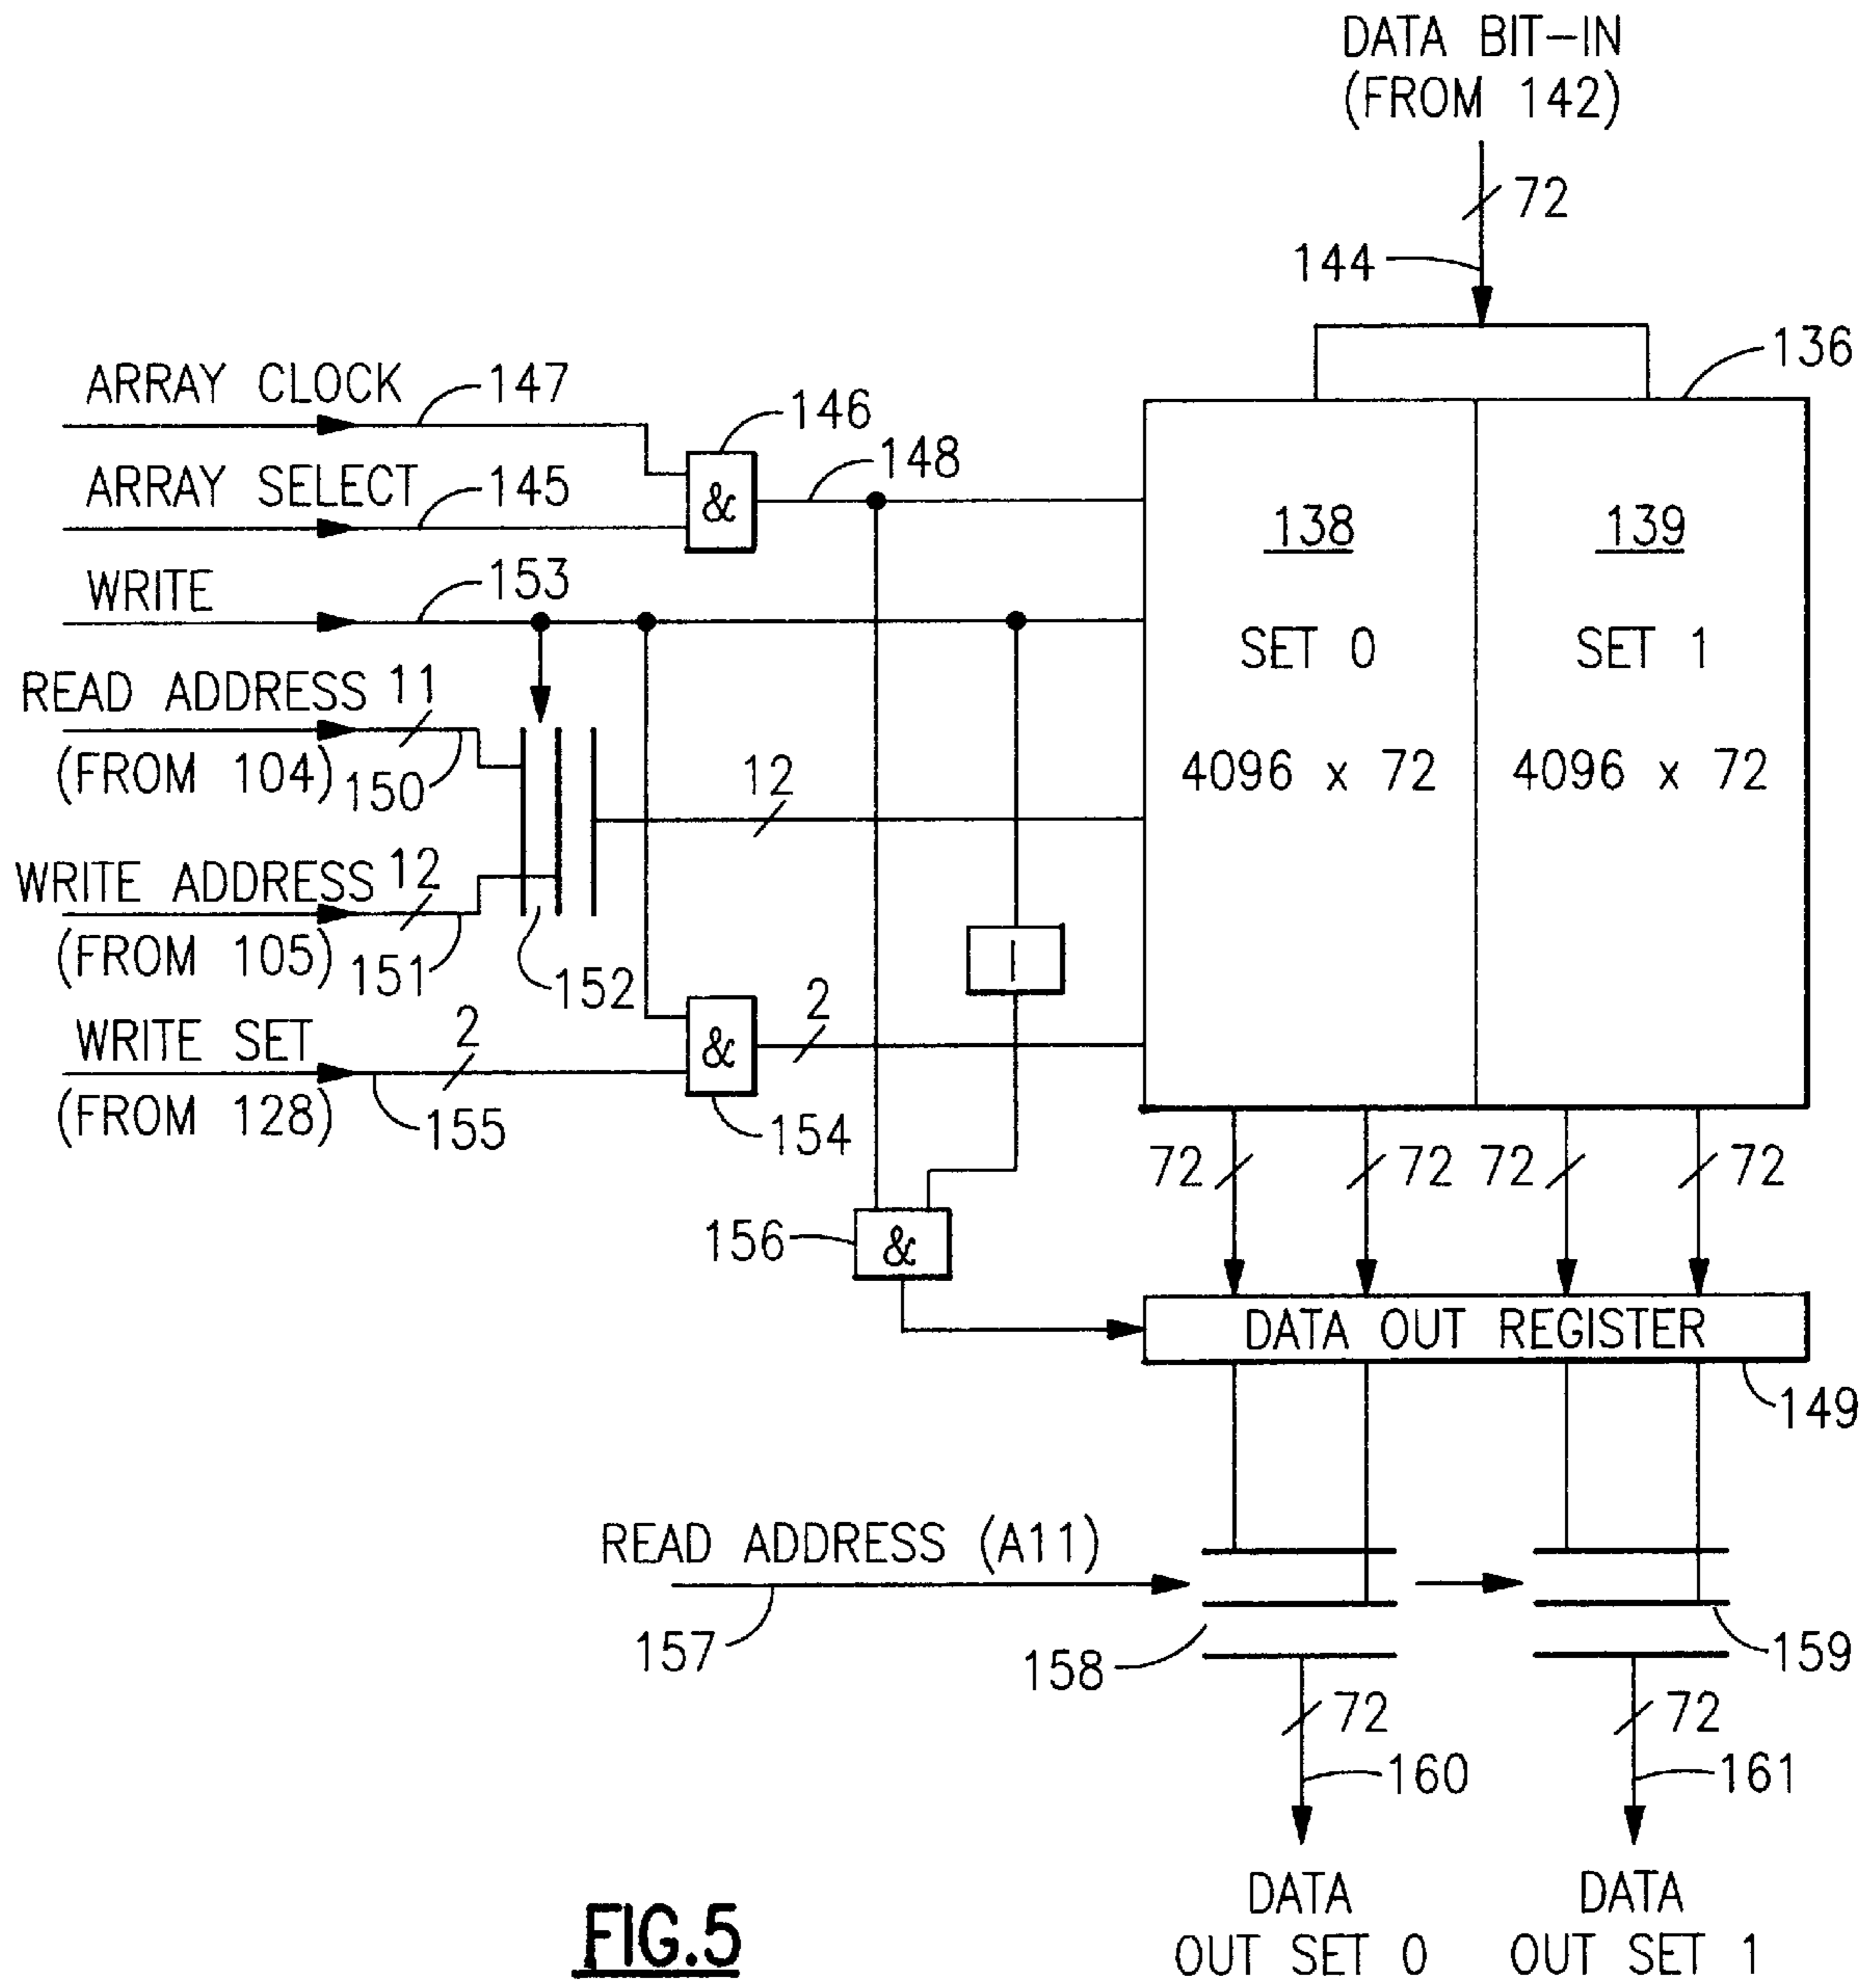 DATA BIT-IN
(FROM 142)
72
144
136
ARRAY CLOCK
147
146
148
ARRAY SELECT
145
&
138
139
WRITE
153
SET 0
SET 1
READ ADDRESS
11
(FROM 104)
150
12
4096 x 72
4096 x 72
WRITE ADDRESS
12
(FROM 105)
151
152
I
WRITE SET
2
(FROM 128)
155
&
2
154
72
72
72
72
156
&
DATA OUT REGISTER
149
READ ADDRESS (A11)
157
158
159
72
72
160
161
DATA
OUT SET 0
DATA
OUT SET 1
FIG.5